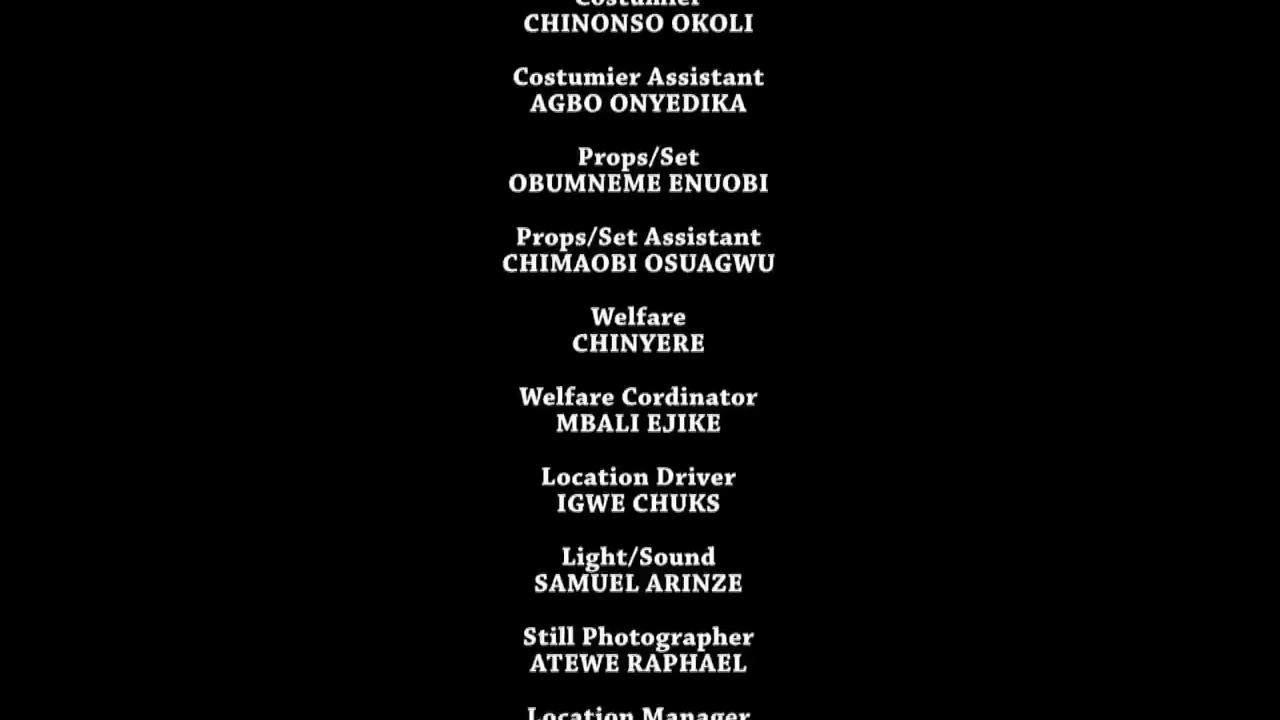 Costumier
CHINONSO OKOLI
Costumier Assistant
AGBO ONYEDIKA
Props/Set
OBUMNEME ENUOBI
Props/Set Assistant
CHIMAOBI OSUAGWU
Welfare
CHINYERE
Welfare Cordinator
MBALI EJIKE
Location Driver
IGWE CHUKS
Light/Sound
SAMUEL ARINZE
Still Photographer
ATEWE RAPHAEL
Location Manager